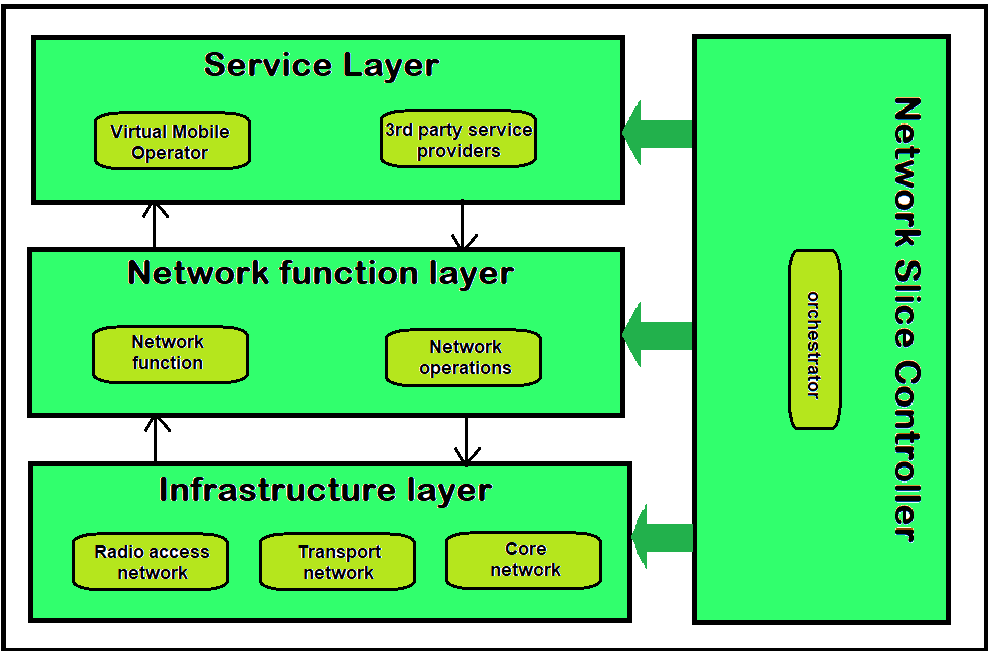 Service Layer
Virtual Mobile
Operator
3rd party service
providers
Network function layer
Network
function
Network
operations
Infrastructure layer
Radio access
network
Transport
network
Core
network
Network Slice Controller
orchestrator